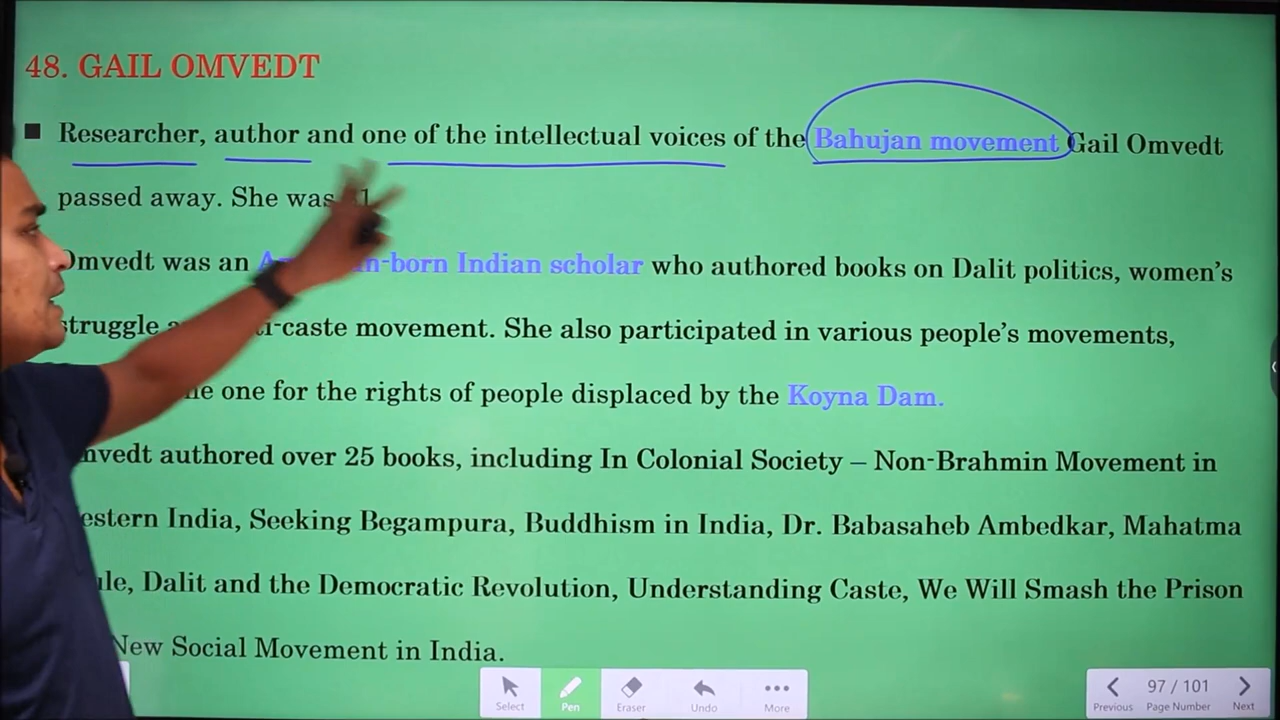 48. GAIL OMVEDT
■ Researcher, author and one of the intellectual voices of the Bahujan movement Gail Omvedt
passed away. She was
Omvedt was an born Indian scholar who authored books on Dalit politics, women's
struggle -caste movement. She also participated in various people's movements,
one for the rights of people displaced by the Koyna Dam.
authored over 25 books, including In Colonial Society – Non-Brahmin Movement in
India, Seeking Begampura, Buddhism in India, Dr. Babasaheb Ambedkar, Mahatma
Dalit and the Democratic Revolution, Understanding Caste, We Will Smash the Prison
New Social Movement in India.
Select Pen Eraser Undo More
97 / 101
Previous Page Number Next